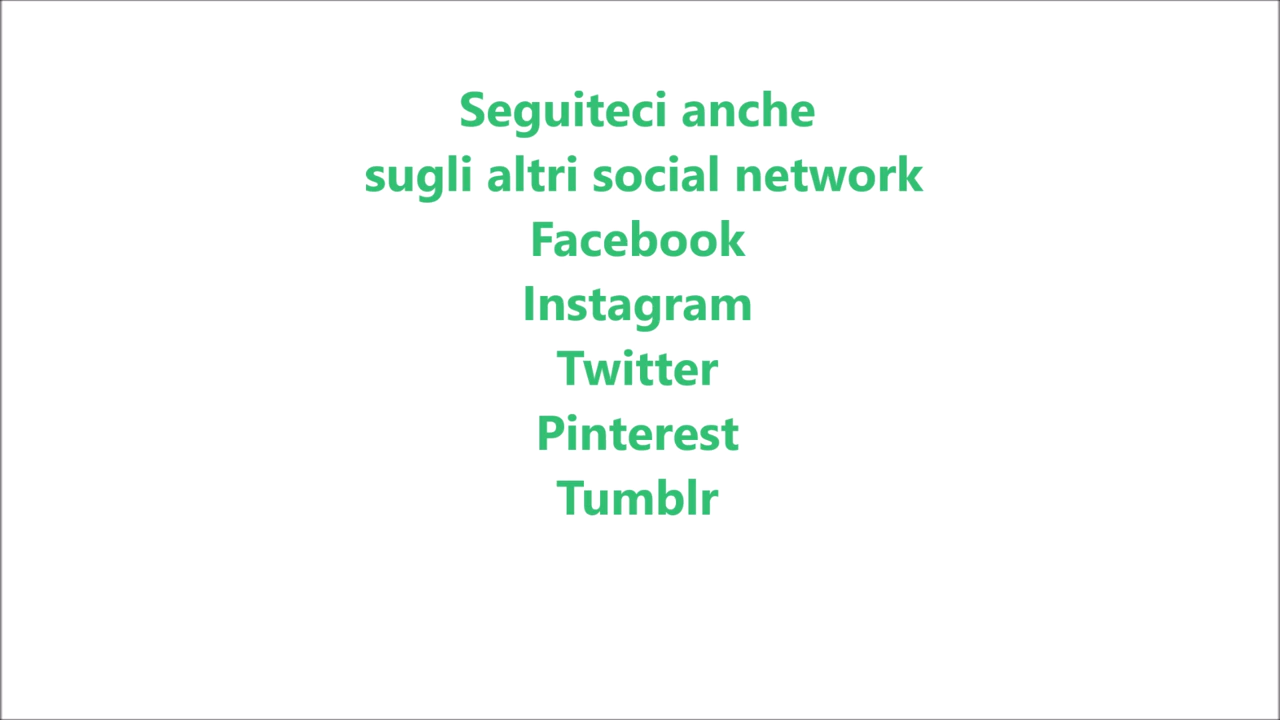 Seguiteci anche
sugli altri social network
Facebook
Instagram
Twitter
Pinterest
Tumblr